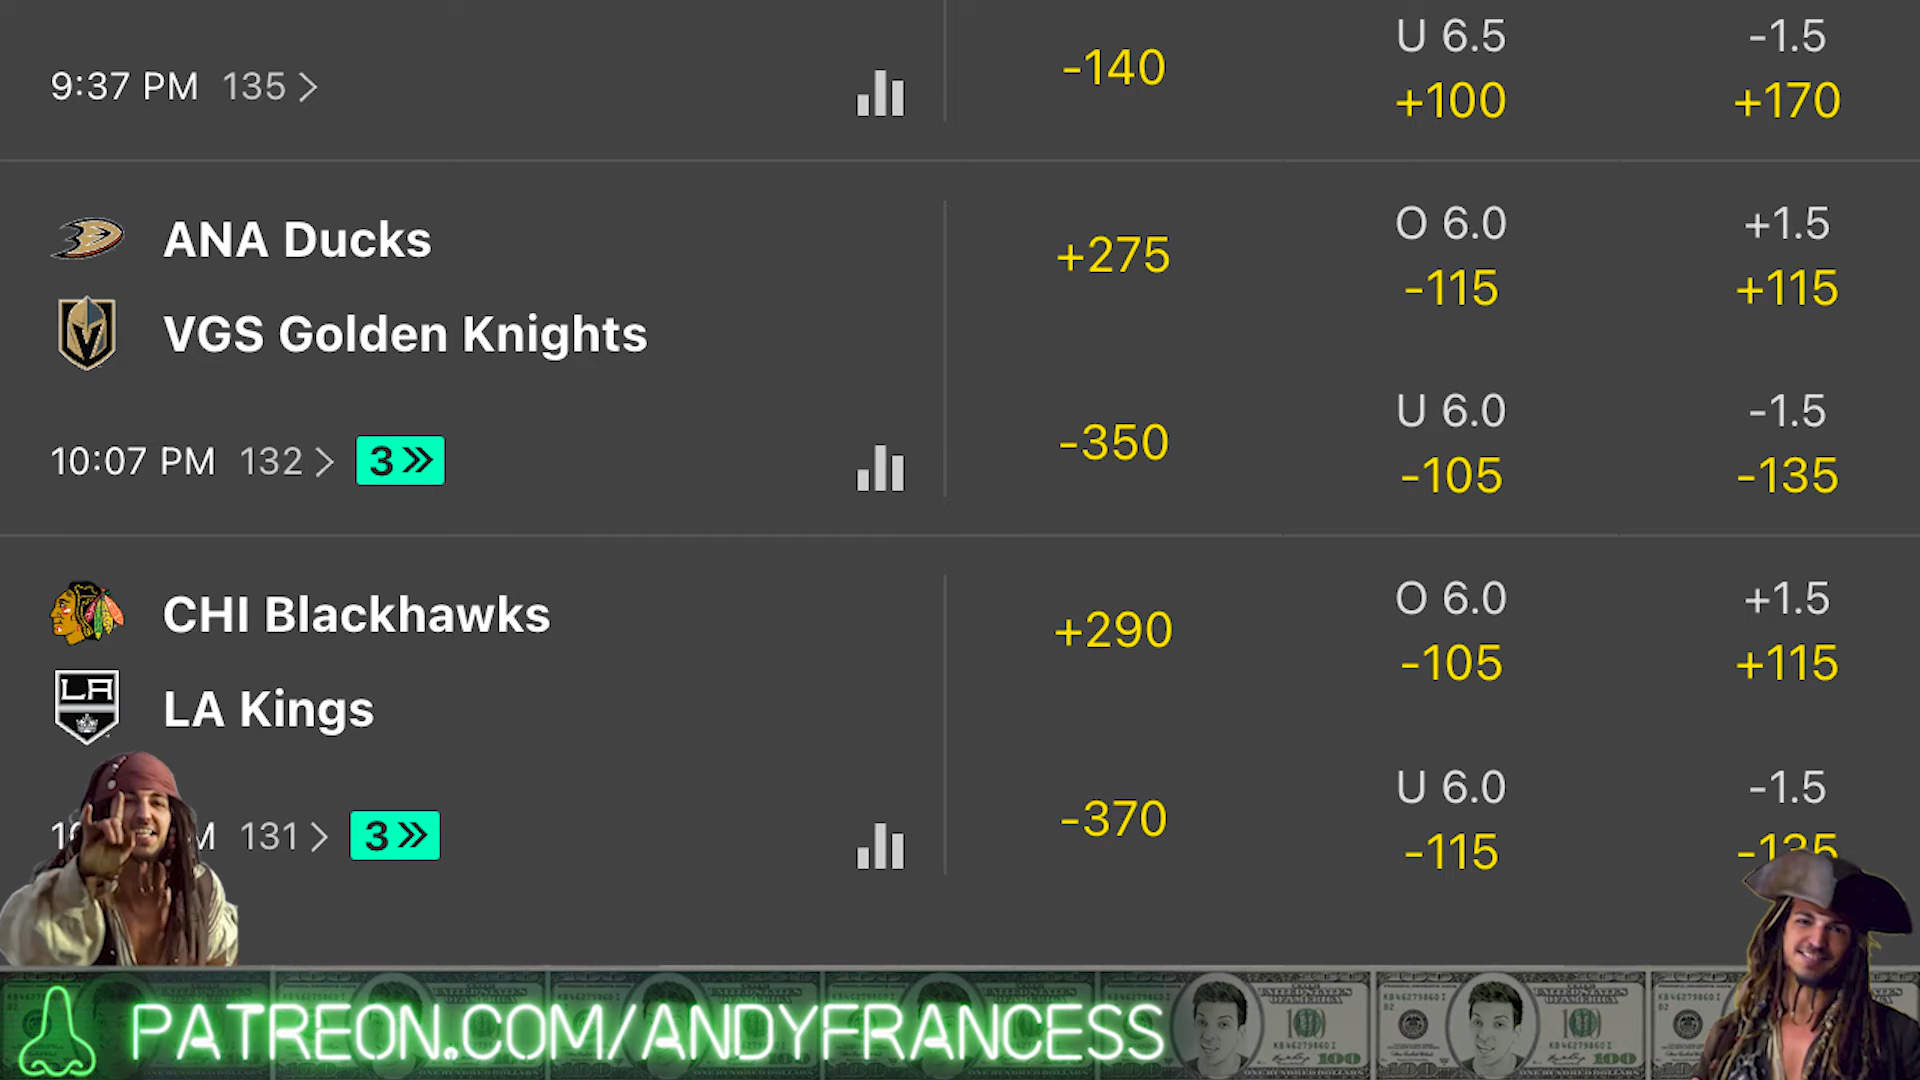 U 6.5 -1.5
9:37 PM 135 > -140 +100 +170
ANA Ducks +275 O 6.0 +1.5
-115 +115
VGS Golden Knights
U 6.0 -1.5
10:07 PM 132 > 3 >> -350 -105 -135
CHI Blackhawks +290 O 6.0 +1.5
-105 +115
LA
LA Kings
U 6.0 -1.5
131 > 3 >> -370 -115 -135
PATREON.COM/ANDYFRANCESS